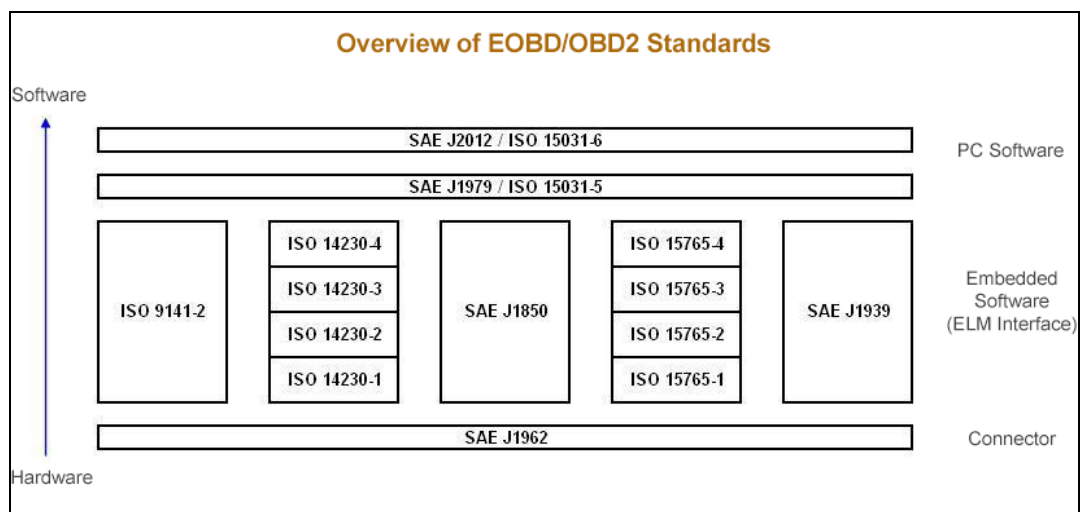 Overview of EOBD/OBD2 Standards
Software
SAE J2012 / ISO 15031-6
PC Software
SAE J1979 / ISO 15031-5
ISO 9141-2
ISO 14230-4
ISO 14230-3
ISO 14230-2
ISO 14230-1
SAE J1850
ISO 15765-4
ISO 15765-3
ISO 15765-2
ISO 15765-1
SAE J1939
Embedded
Software
(ELM Interface)
SAE J1962
Connector
Hardware